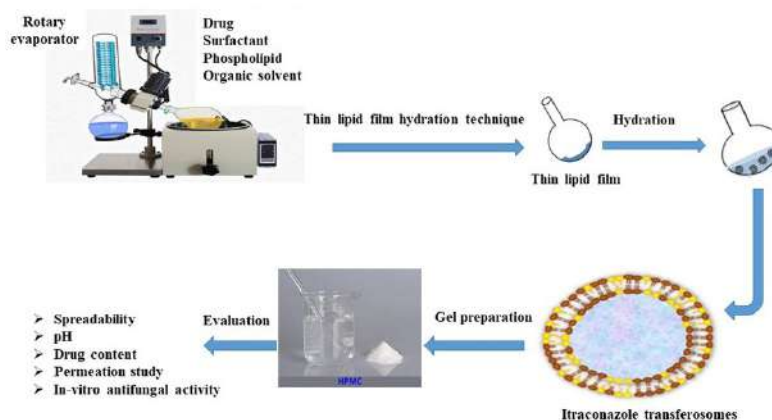 Rotary
evaporator
Drug
Surfactant
Phospholipid
Organic solvent
Thin lipid film hydration technique
Hydration
Thin lipid film
Spreadability
pH
Drug content
Permeation study
In-vitro antifungal activity
Evaluation
HPMC
Gel preparation
Itraconazole transferosomes